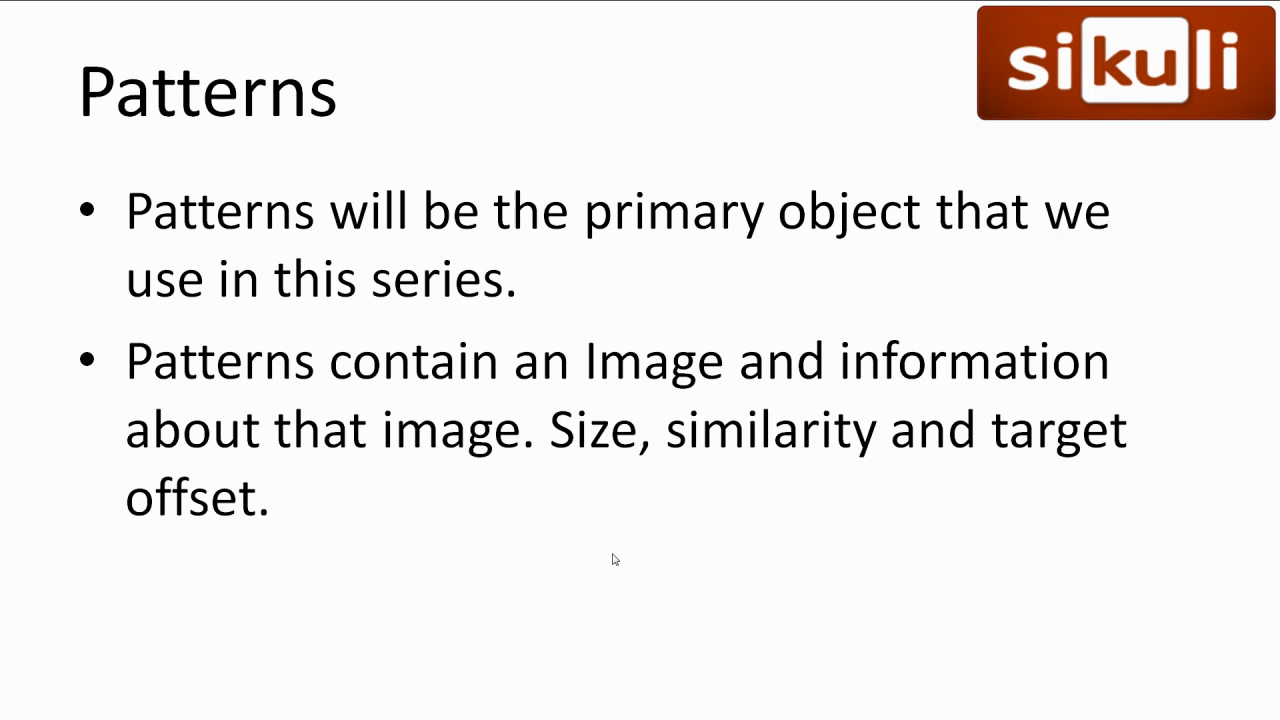 sikuli
Patterns
• Patterns will be the primary object that we
use in this series.
• Patterns contain an Image and information
about that image. Size, similarity and target
offset.